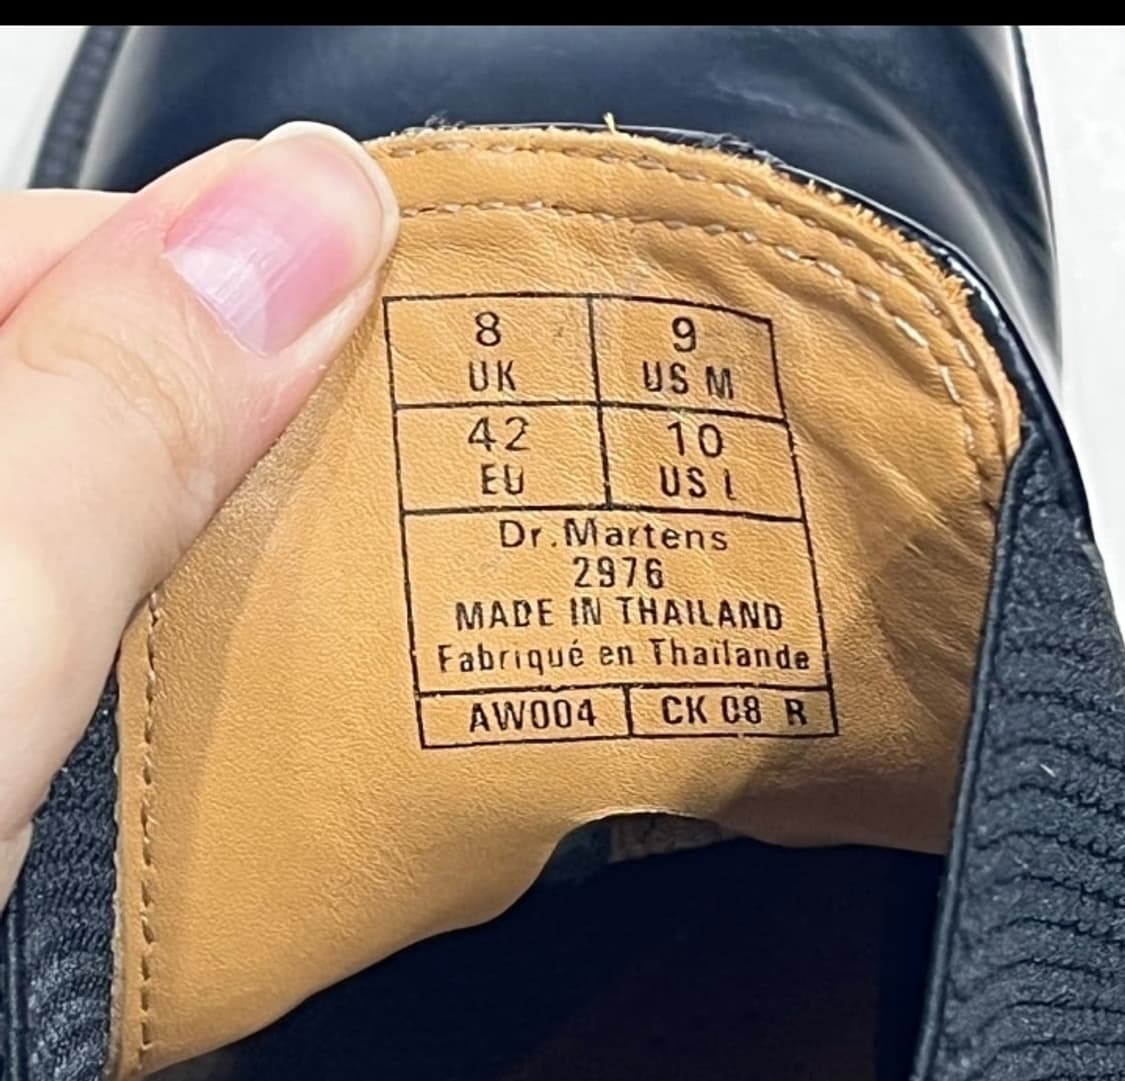 8 9
UK US M
42 10
EU US L
Dr.Martens
2976
MADE IN THAILAND
Fabriqué en Thaïlande
AW004 CK 08 R